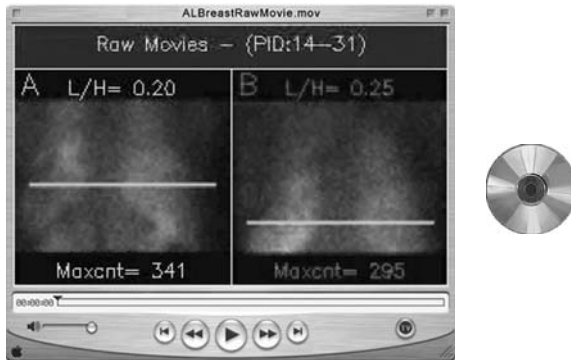 ALBreastRawMovie.mov
Raw Movies - (PID:14--31)
A L/H= 0.20
B L/H= 0.25
Maxcnt= 341
Maxcnt= 295
00:00:00